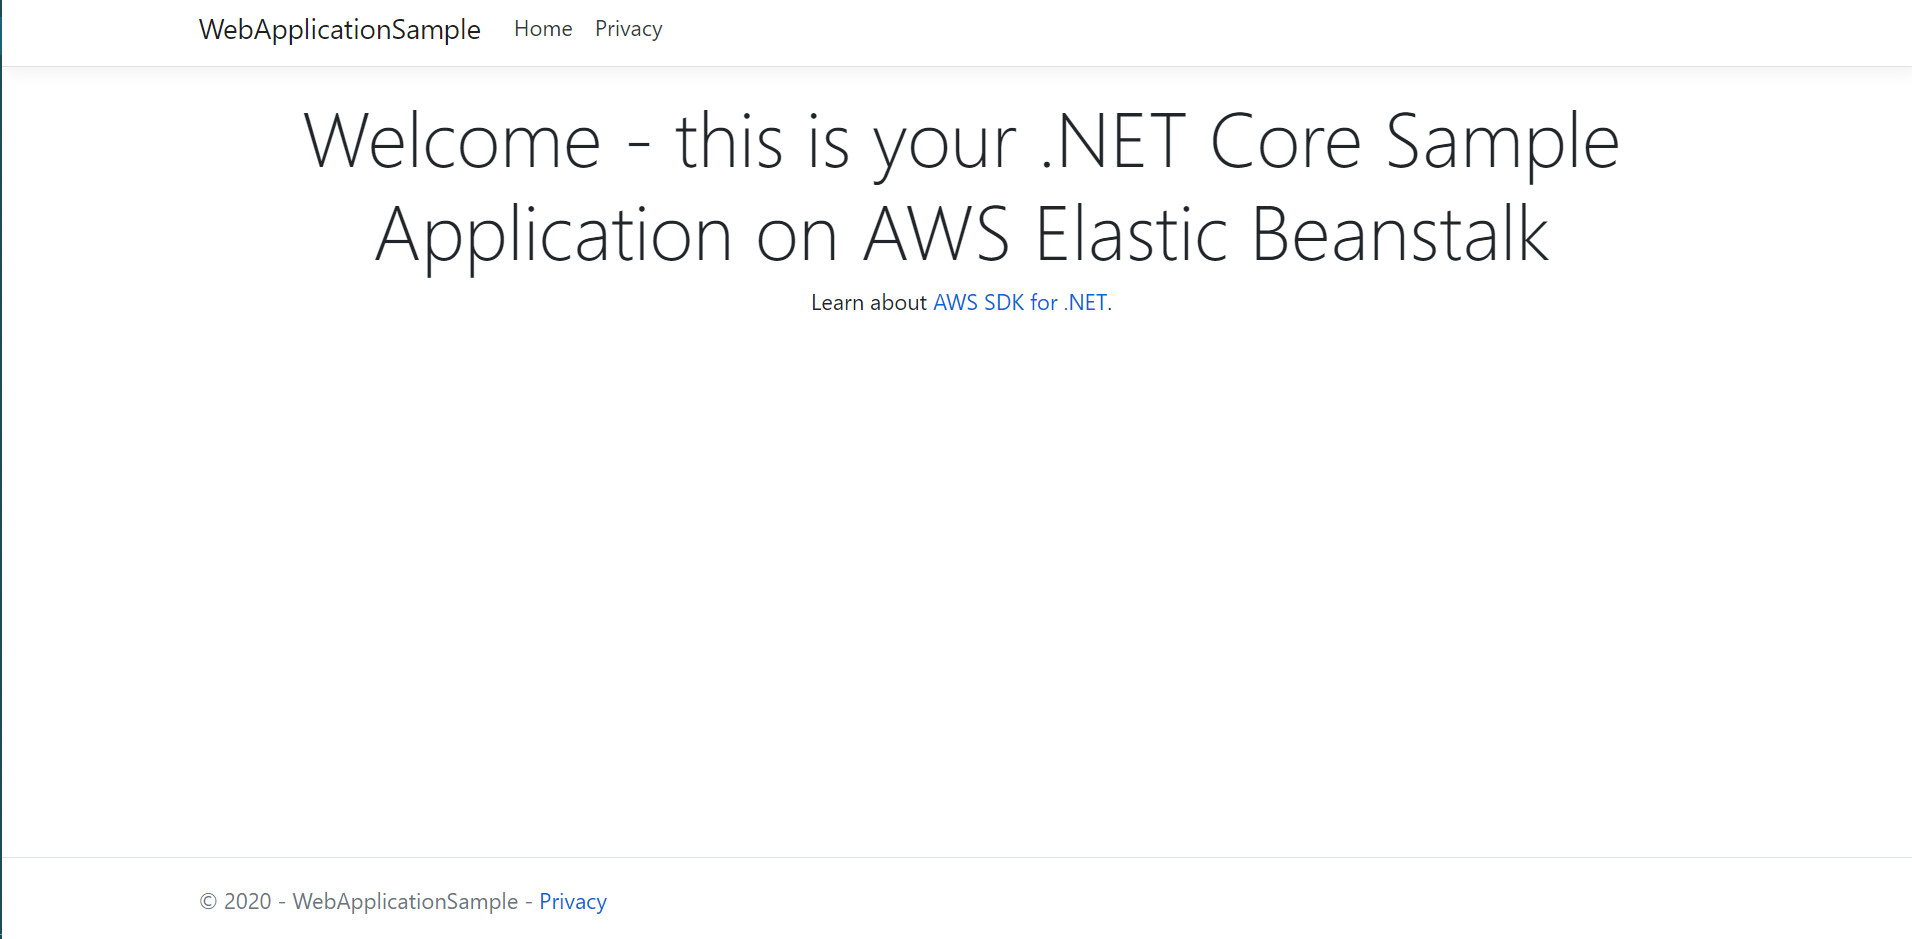 WebApplicationSample Home Privacy
Welcome - this is your .NET Core Sample
Application on AWS Elastic Beanstalk
Learn about AWS SDK for .NET.
© 2020 - WebApplicationSample - Privacy